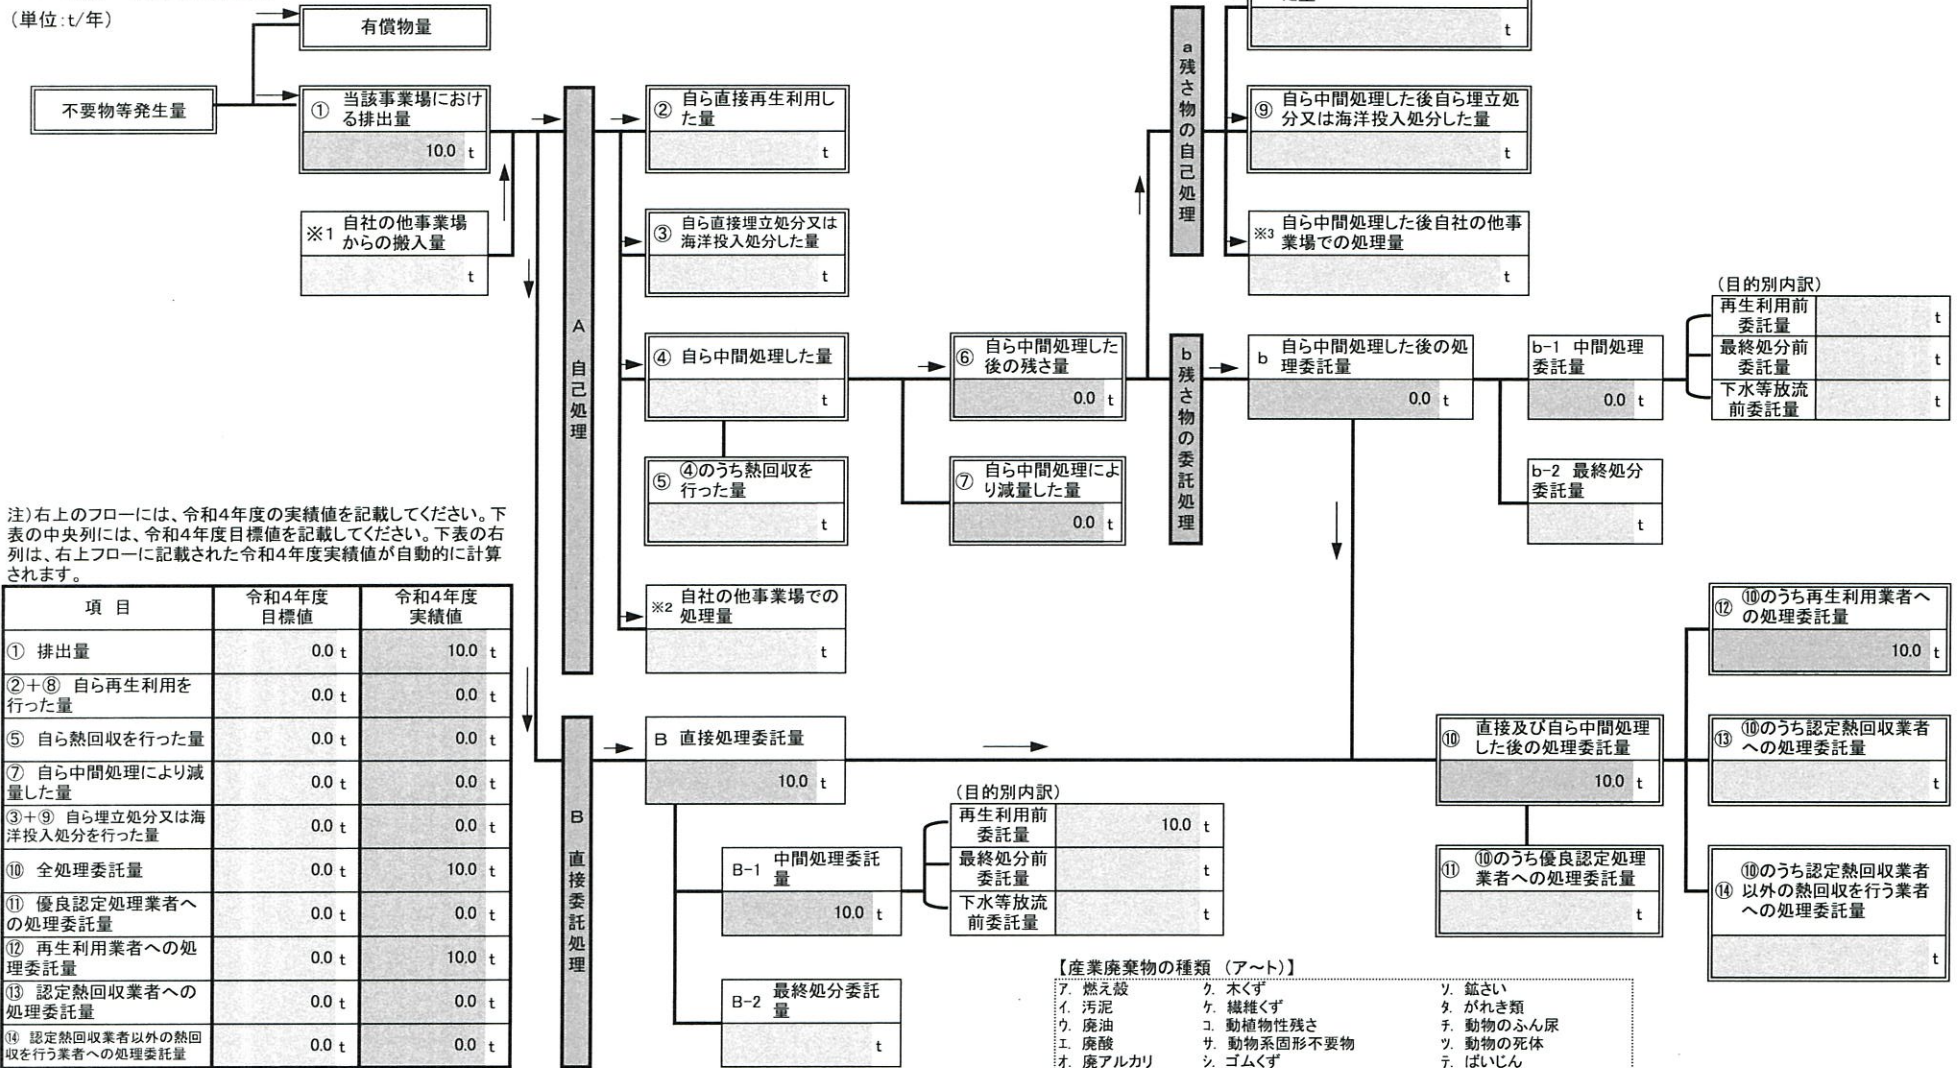 (単位:t/年)
有償物量
不要物等発生量
① 当該事業場におけ
る排出量
10.0 t
※1 自社の他事業場
からの搬入量
t
A 自己処理
② 自ら直接再生利用し
た量
t
③ 自ら直接埋立処分又は
海洋投入処分した量
t
④ 自ら中間処理した量
t
⑤ ④のうち熱回収を
行った量
t
※2 自社の他事業場での
処理量
t
⑥ 自ら中間処理した
後の残さ量
0.0 t
⑦ 自ら中間処理によ
り減量した量
0.0 t
a 残さ物の自己処理
t
⑨ 自ら中間処理した後自ら埋立処
分又は海洋投入処分した量
t
※3 自ら中間処理した後自社の他事
業場での処理量
t
b 残さ物の委託処理
b 自ら中間処理した後の処
理委託量
0.0 t
b-1 中間処理
委託量
0.0 t
b-2 最終処分
委託量
t
(目的別内訳)
再生利用前
委託量
t
最終処分前
委託量
t
下水等放流
前委託量
t
注)右上のフローには、令和4年度の実績値を記載してください。下
表の中央列には、令和4年度目標値を記載してください。下表の右
列は、右上フローに記載された令和4年度実績値が自動的に計算
されます。
項 目 令和4年度
目標値 令和4年度
実績値
① 排出量 0.0 t 10.0 t
②+⑧ 自ら再生利用を
行った量 0.0 t 0.0 t
⑤ 自ら熱回収を行った量 0.0 t 0.0 t
⑦ 自ら中間処理により減
量した量 0.0 t 0.0 t
③+⑨ 自ら埋立処分又は海
洋投入処分を行った量 0.0 t 0.0 t
⑩ 全処理委託量 0.0 t 10.0 t
⑪ 優良認定処理業者へ
の処理委託量 0.0 t 0.0 t
⑫ 再生利用業者への処
理委託量 0.0 t 10.0 t
⑬ 認定熱回収業者への
処理委託量 0.0 t 0.0 t
⑭ 認定熱回収業者以外の熱回
収を行う業者への処理委託量 0.0 t 0.0 t
B 直接委託処理
B 直接処理委託量
10.0 t
B-1 中間処理委託
量
10.0 t
B-2 最終処分委託
量
t
(目的別内訳)
再生利用前
委託量
10.0 t
最終処分前
委託量
t
下水等放流
前委託量
t
⑩ 直接及び自ら中間処理
した後の処理委託量
10.0 t
⑪ ⑩のうち優良認定処理
業者への処理委託量
t
⑫ ⑩のうち再生利用業者へ
の処理委託量
10.0 t
⑬ ⑩のうち認定熱回収業者
への処理委託量
t
⑭ ⑩のうち認定熱回収業者
以外の熱回収を行う業者
への処理委託量
t
【産業廃棄物の種類 (ア~ト)】
ア. 燃え殻 ク. 木くず ソ. 鉱さい
イ. 汚泥 ケ. 繊維くず タ. がれき類
ウ. 廃油 コ. 動植物性残さ チ. 動物のふん尿
エ. 廃酸 サ. 動物系固形不要物 ツ. 動物の死体
オ. 廃アルカリ シ. ゴムくず テ. ばいじん